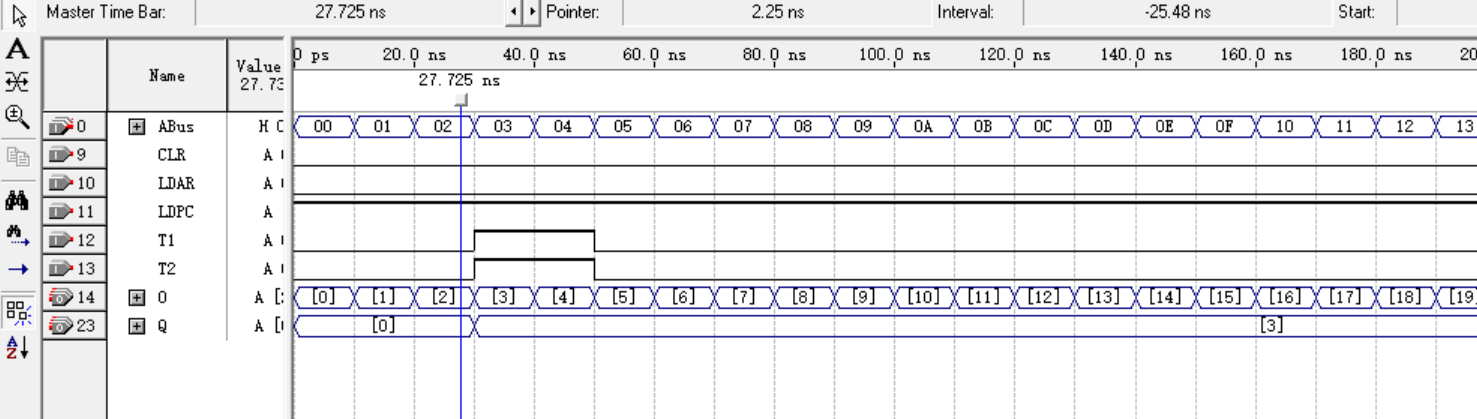 Master Time Bar: 27.725 ns Pointer: 2.25 ns Interval: -25.48 ns Start:
A
Name Value 27.73
0 ps 20.0 ns 40.0 ns 60.0 ns 80.0 ns 100.0 ns 120.0 ns 140.0 ns 160.0 ns 180.0 ns 20
27.725 ns
0 ABus H C 00 01 02 03 04 05 06 07 08 09 0A 0B 0C 0D 0E 0F 10 11 12 13
9 CLR A
10 LDAR A
11 LDPC A
12 T1 A
13 T2 A
14 O A [ [0] [1] [2] [3] [4] [5] [6] [7] [8] [9] [10] [11] [12] [13] [14] [15] [16] [17] [18] [19
23 Q A [ [0] [3]
A
Z